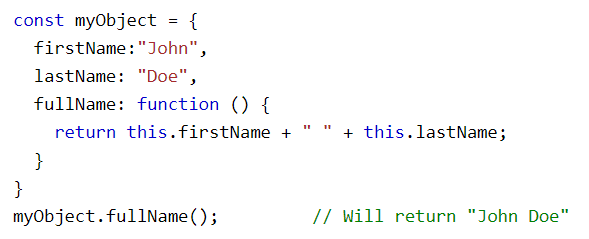 const myObject = {
  firstName:"John",
  lastName: "Doe",
  fullName: function () {
    return this.firstName + " " + this.lastName;
  }
}
myObject.fullName();         // Will return "John Doe"